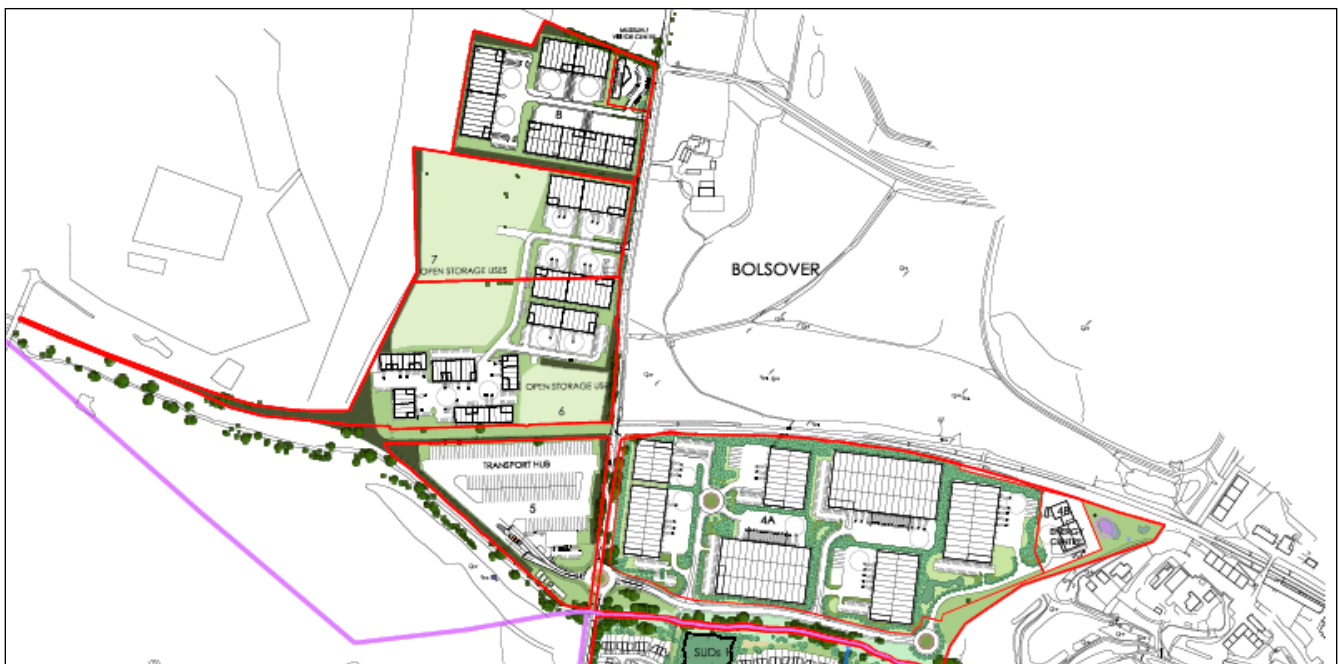 MUSEUM /
VISITOR CENTRE
8
7
OPEN STORAGE USES
BOLSOVER
OPEN STORAGE USES
6
TRANSPORT HUB
5
4A
4B
ENERGY
CENTRE
SUDs